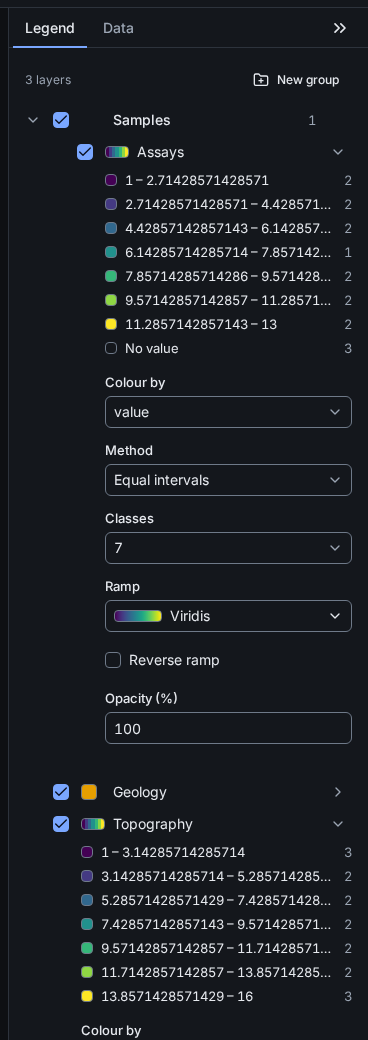 Legend Data
3 layers New group
Samples 1
Assays
1 – 2.71428571428571 2
2.71428571428571 – 4.428571... 2
4.42857142857143 – 6.142857... 2
6.14285714285714 – 7.857142... 1
7.85714285714286 – 9.571428... 2
9.57142857142857 – 11.28571... 2
11.2857142857143 – 13 2
No value 3
Colour by
value
Method
Equal intervals
Classes
7
Ramp
Viridis
Reverse ramp
Opacity (%)
100
Geology
Topography
1 – 3.14285714285714 3
3.14285714285714 – 5.285714285... 2
5.28571428571429 – 7.428571428... 2
7.42857142857143 – 9.571428571... 2
9.57142857142857 – 11.71428571... 2
11.7142857142857 – 13.85714285... 2
13.8571428571429 – 16 3
Colour by